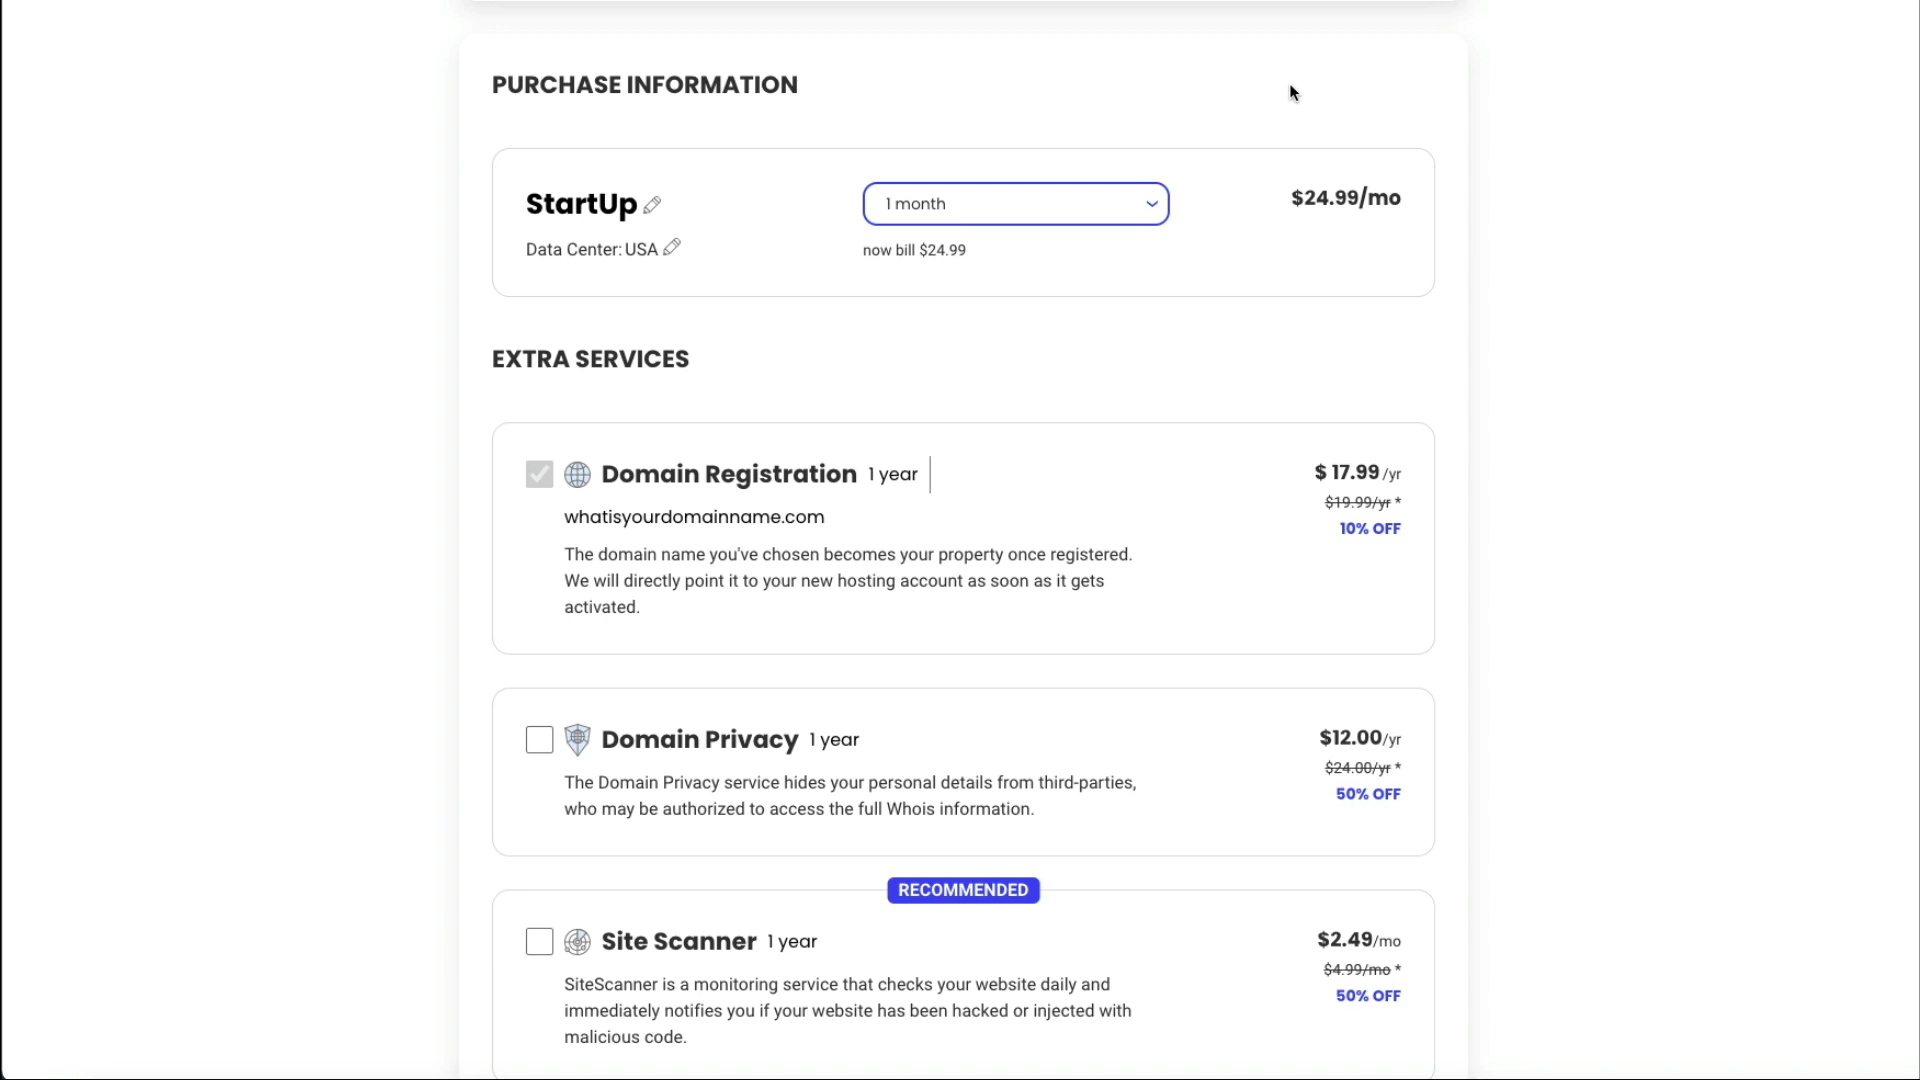 PURCHASE INFORMATION
StartUp
1 month
$24.99/mo
Data Center: USA
now bill $24.99
EXTRA SERVICES
Domain Registration 1 year
$ 17.99 /yr
$19.99/yr *
10% OFF
whatisyourdomainname.com
The domain name you've chosen becomes your property once registered.
We will directly point it to your new hosting account as soon as it gets
activated.
Domain Privacy 1 year
$12.00/yr
$24.00/yr *
50% OFF
The Domain Privacy service hides your personal details from third-parties,
who may be authorized to access the full Whois information.
RECOMMENDED
Site Scanner 1 year
$2.49/mo
$4.99/mo *
50% OFF
SiteScanner is a monitoring service that checks your website daily and
immediately notifies you if your website has been hacked or injected with
malicious code.